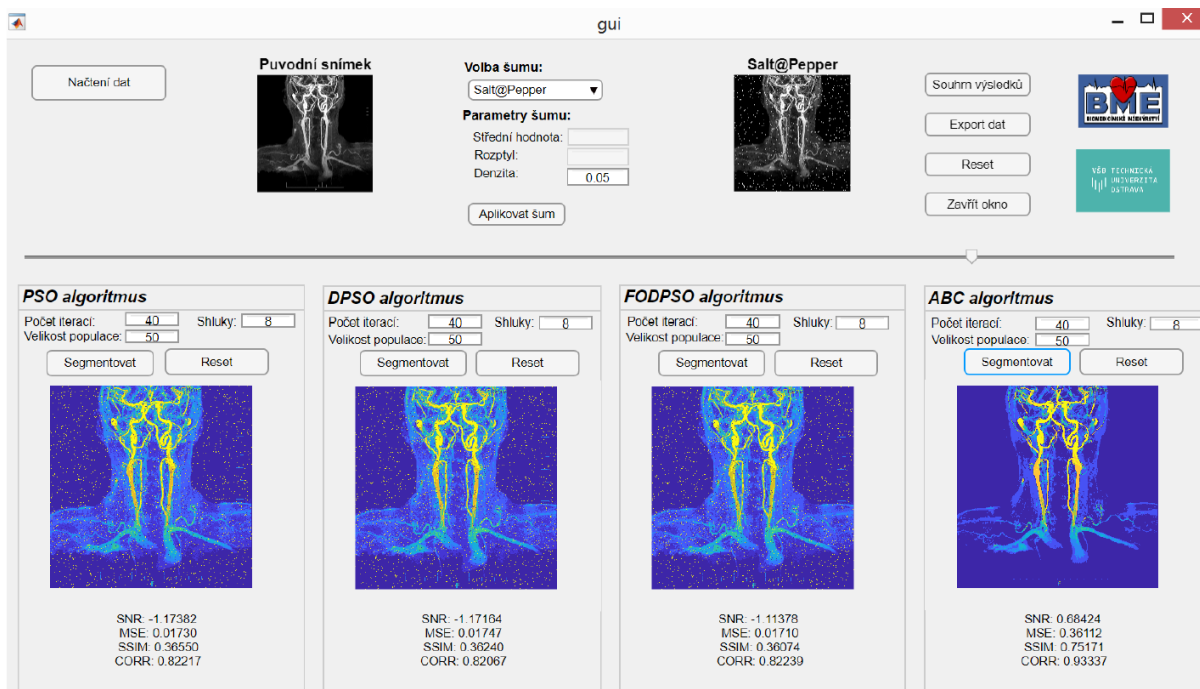 gui
Načtení dat
Puvodní snímek
Volba šumu:
Salt@Pepper
Parametry šumu:
Střední hodnota:
Rozptyl:
Denzita: 0.05
Aplikovat šum
Salt@Pepper
Souhrn výsledků
Export dat
Reset
Zavřít okno
BME
BIOMEDICÍNSKÉ INŽENÝRSTVÍ
VŠB TECHNICKÁ
UNIVERZITA
OSTRAVA
PSO algoritmus
Počet iterací: 40 Shluky: 8
Velikost populace: 50
Segmentovat Reset
SNR: -1.17382
MSE: 0.01730
SSIM: 0.36550
CORR: 0.82217
DPSO algoritmus
Počet iterací: 40 Shluky: 8
Velikost populace: 50
Segmentovat Reset
SNR: -1.17164
MSE: 0.01747
SSIM: 0.36240
CORR: 0.82067
FODPSO algoritmus
Počet iterací: 40 Shluky: 8
Velikost populace: 50
Segmentovat Reset
SNR: -1.11378
MSE: 0.01710
SSIM: 0.36074
CORR: 0.82239
ABC algoritmus
Počet iterací: 40 Shluky: 8
Velikost populace: 50
Segmentovat Reset
SNR: 0.68424
MSE: 0.36112
SSIM: 0.75171
CORR: 0.93337